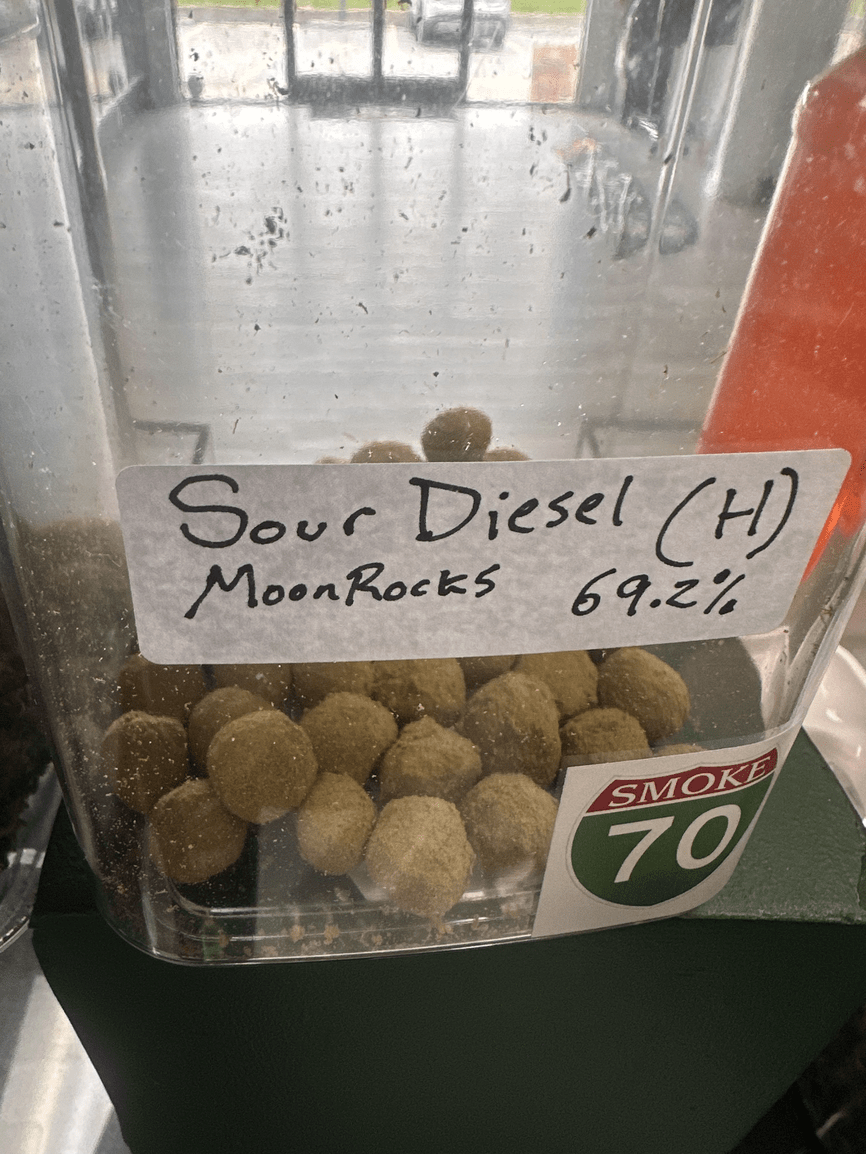 Sour Diesel (H)
MoonRocks 69.2%
SMOKE
70